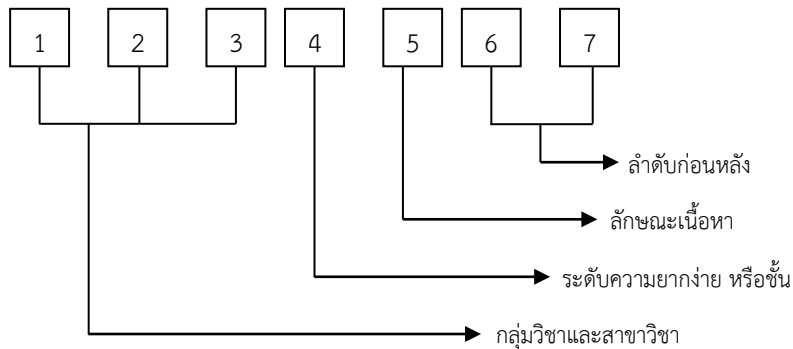 1 2 3 4 5 6 7
ลำดับก่อนหลัง
ลักษณะเนื้อหา
ระดับความยากง่าย หรือชั้น
กลุ่มวิชาและสาขาวิชา